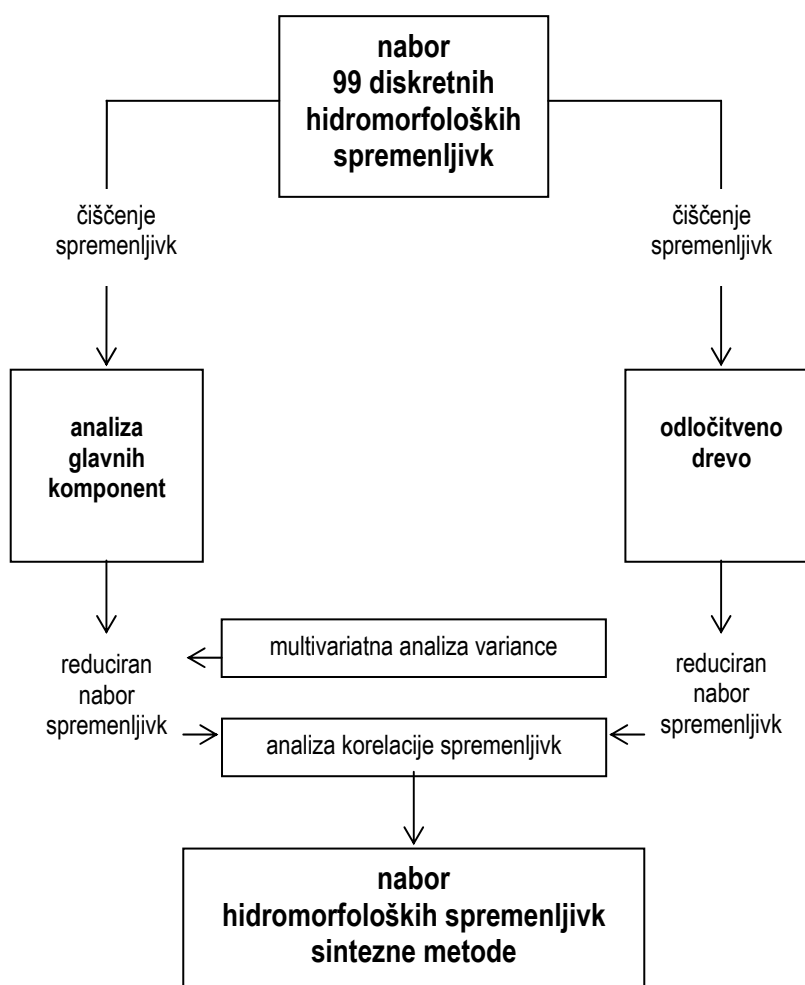 nabor
99 diskretnih
hidromorfoloških
spremenljivk
čiščenje
spremenljivk
čiščenje
spremenljivk
analiza
glavnih
komponent
odločitveno
drevo
multivariatna analiza variance
reduciran
nabor
spremenljivk
reduciran
nabor
spremenljivk
analiza korelacije spremenljivk
nabor
hidromorfoloških spremenljivk
sintezne metode